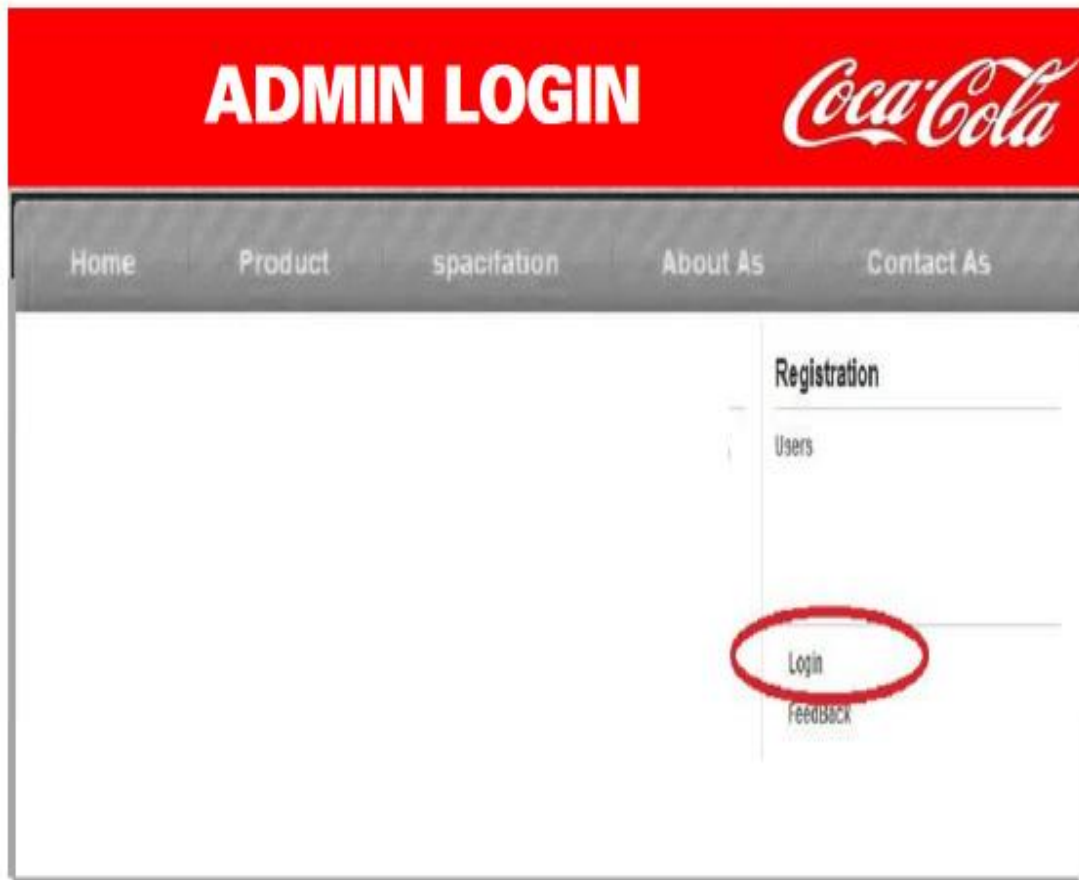 ADMIN LOGIN
Coca-Cola
Home Product spacifation About As Contact As
Registration
Users
Login
FeedBack